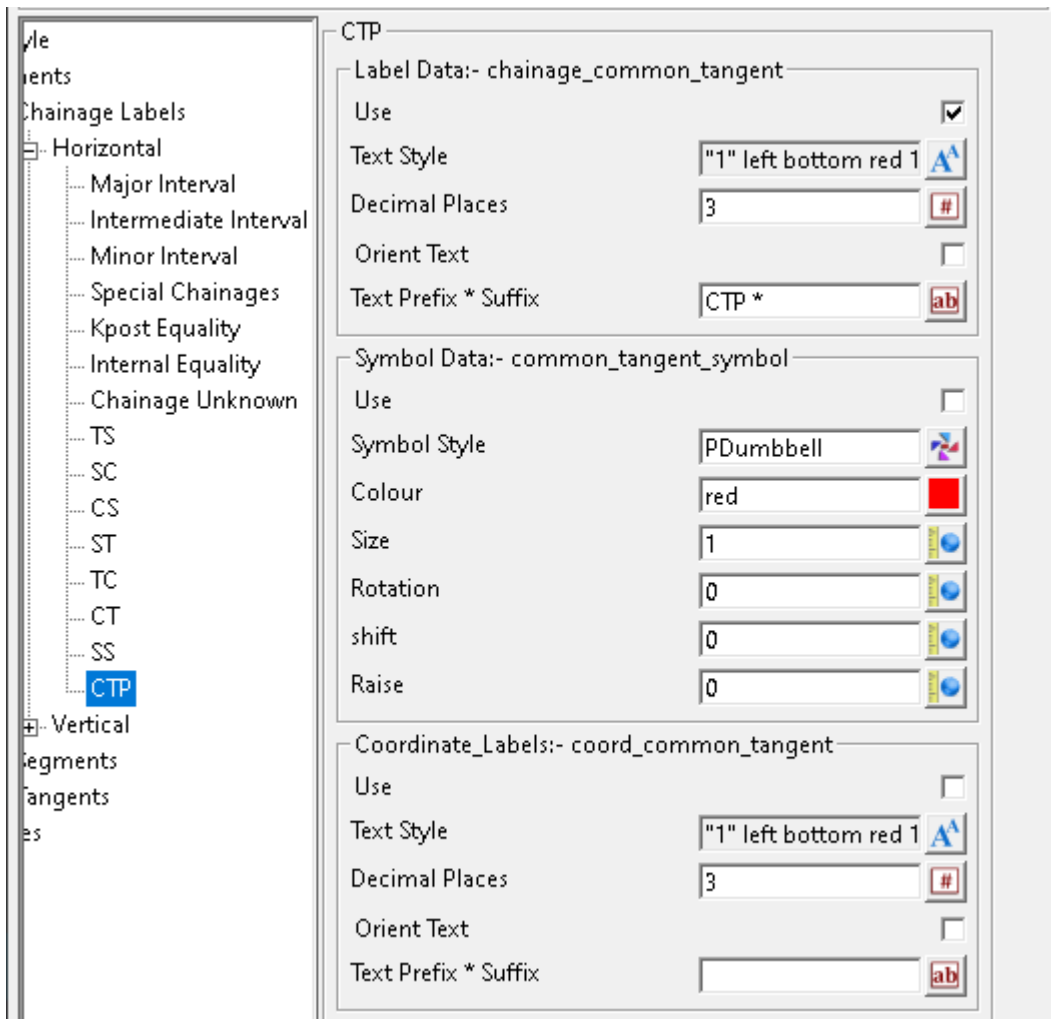 yle
ents
Chainage Labels
Horizontal
Major Interval
Intermediate Interval
Minor Interval
Special Chainages
Kpost Equality
Internal Equality
Chainage Unknown
TS
SC
CS
ST
TC
CT
SS
CTP
Vertical
Segments
Tangents
es
CTP
Label Data:- chainage_common_tangent
Use
Text Style "1" left bottom red 1
Decimal Places 3
Orient Text
Text Prefix * Suffix CTP *
Symbol Data:- common_tangent_symbol
Use
Symbol Style PDumbbell
Colour red
Size 1
Rotation 0
shift 0
Raise 0
Coordinate_Labels:- coord_common_tangent
Use
Text Style "1" left bottom red 1
Decimal Places 3
Orient Text
Text Prefix * Suffix